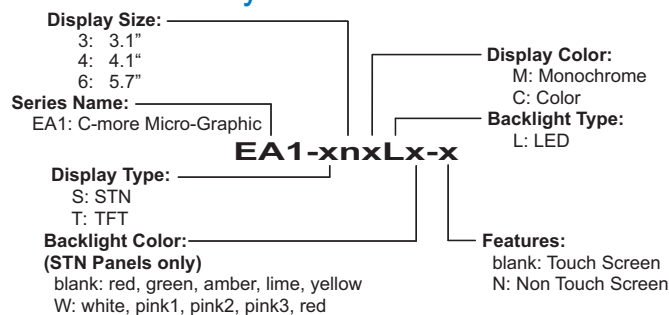 Display Size:
3: 3.1”
4: 4.1“
6: 5.7”
Series Name:
EA1: C-more Micro-Graphic
Display Color:
M: Monochrome
C: Color
Backlight Type:
L: LED
EA1-xnxLx-x
Display Type:
S: STN
T: TFT
Backlight Color:
(STN Panels only)
blank: red, green, amber, lime, yellow
W: white, pink1, pink2, pink3, red
Features:
blank: Touch Screen
N: Non Touch Screen